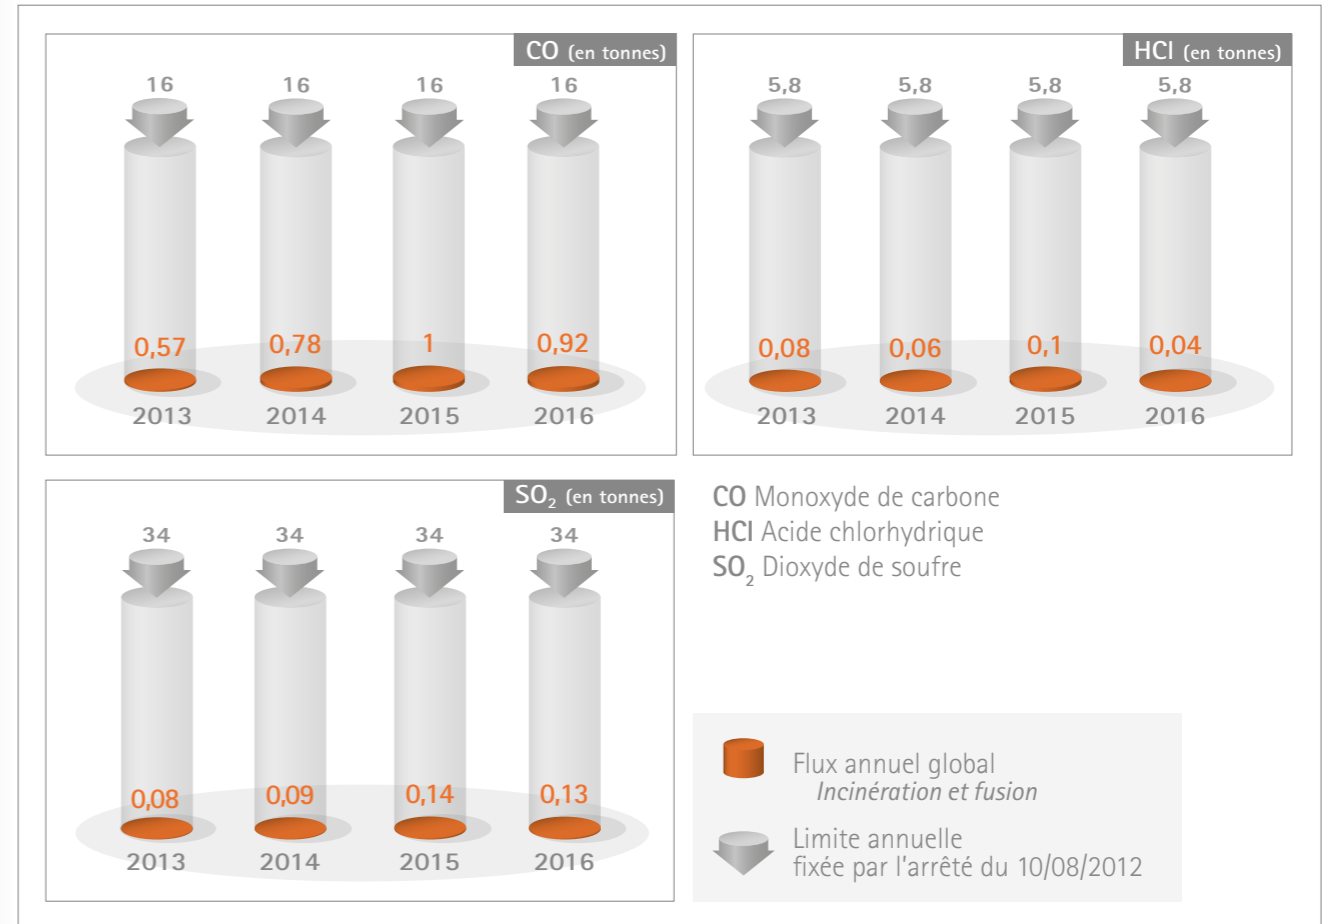 CO (en tonnes)
16 16 16 16
0,57 0,78 1 0,92
2013 2014 2015 2016
HCl (en tonnes)
5,8 5,8 5,8 5,8
0,08 0,06 0,1 0,04
2013 2014 2015 2016
SO₂ (en tonnes)
34 34 34 34
0,08 0,09 0,14 0,13
2013 2014 2015 2016
CO Monoxyde de carbone
HCl Acide chlorhydrique
SO₂ Dioxyde de soufre
Flux annuel global
Incinération et fusion
Limite annuelle
fixée par l'arrêté du 10/08/2012